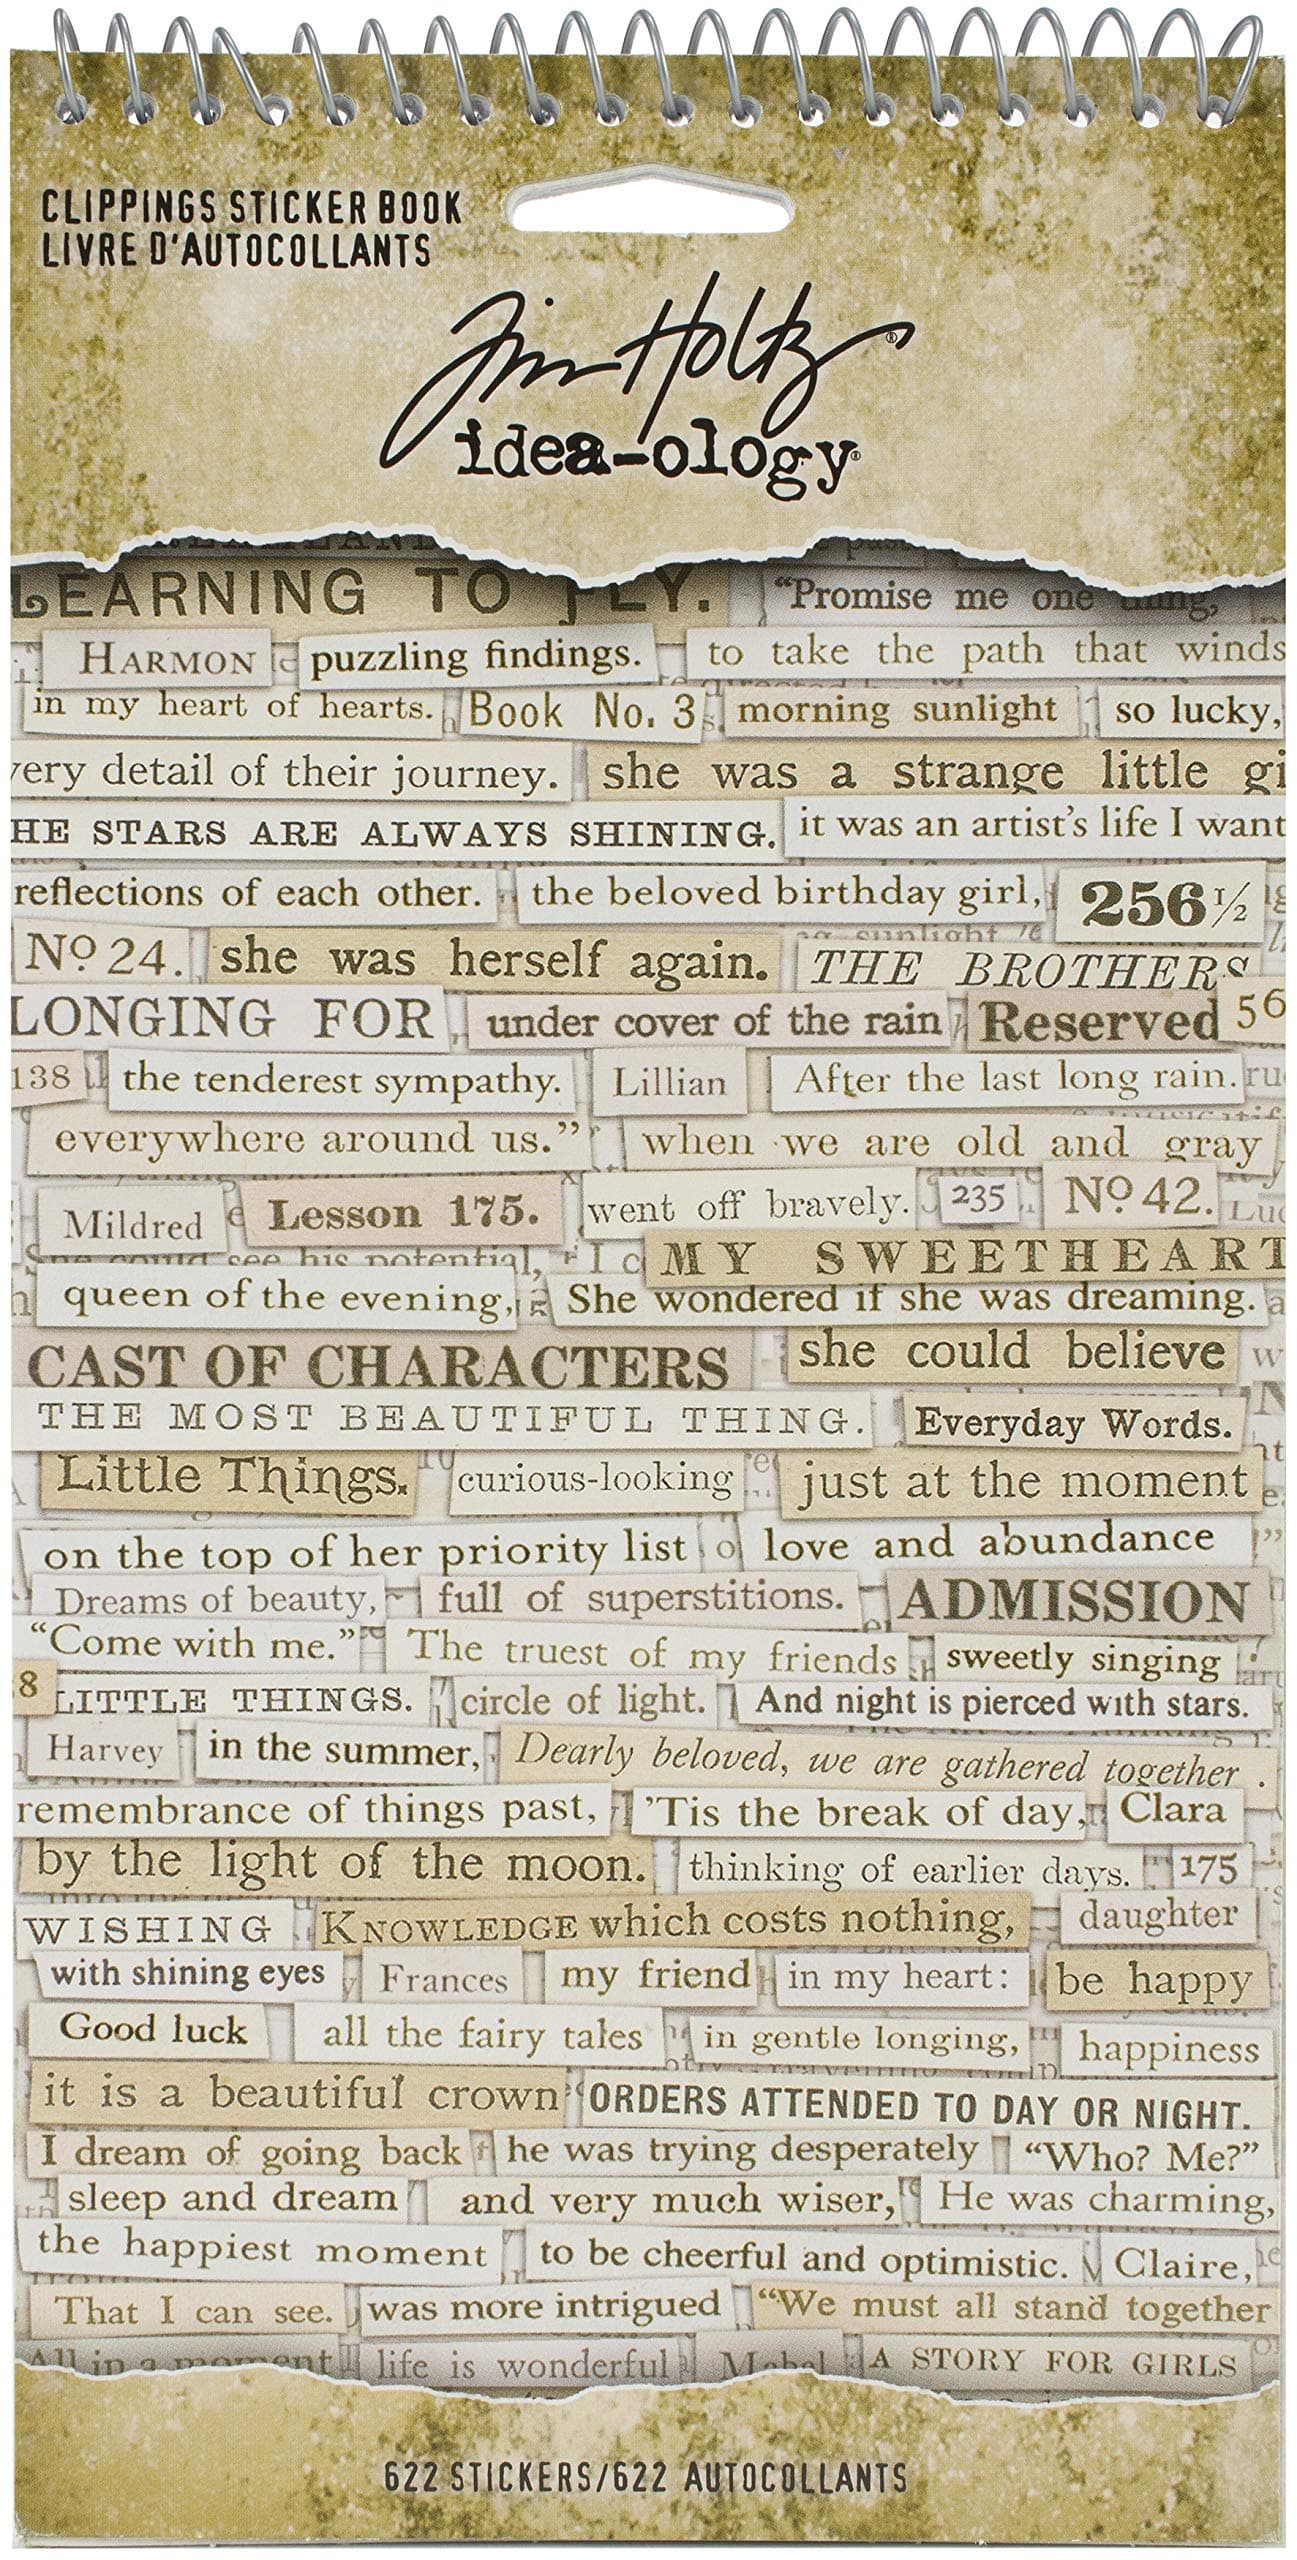 CLIPPINGS STICKER BOOK
LIVRE D'AUTOCOLLANTS
Tim Holtz®
idea-ology®
LEARNING TO FLY. "Promise me one thing,
HARMON puzzling findings. to take the path that winds
in my heart of hearts. Book No. 3 morning sunlight so lucky,
very detail of their journey. she was a strange little gi
HE STARS ARE ALWAYS SHINING. it was an artist's life I want
reflections of each other. the beloved birthday girl, 256 1/2
No 24. she was herself again. THE BROTHERS
LONGING FOR under cover of the rain Reserved 56
138 the tenderest sympathy. Lillian After the last long rain. ru
everywhere around us." when we are old and gray
Mildred Lesson 175. went off bravely. 235 No 42.
She could see his potential, I c MY SWEETHEART
queen of the evening, She wondered if she was dreaming.
CAST OF CHARACTERS she could believe
THE MOST BEAUTIFUL THING. Everyday Words.
Little Things. curious-looking just at the moment
on the top of her priority list love and abundance
Dreams of beauty, full of superstitions. ADMISSION
"Come with me." The truest of my friends sweetly singing
8 LITTLE THINGS. circle of light. And night is pierced with stars.
Harvey in the summer, Dearly beloved, we are gathered together .
remembrance of things past, 'Tis the break of day, Clara
by the light of the moon. thinking of earlier days. 175
WISHING KNOWLEDGE which costs nothing, daughter
with shining eyes Frances my friend in my heart: be happy
Good luck all the fairy tales in gentle longing, happiness
it is a beautiful crown ORDERS ATTENDED TO DAY OR NIGHT.
I dream of going back he was trying desperately "Who? Me?"
sleep and dream and very much wiser, He was charming,
the happiest moment to be cheerful and optimistic. Claire,
That I can see. was more intrigued "We must all stand together
All in a moment life is wonderful Mabel A STORY FOR GIRLS
622 STICKERS/622 AUTOCOLLANTS